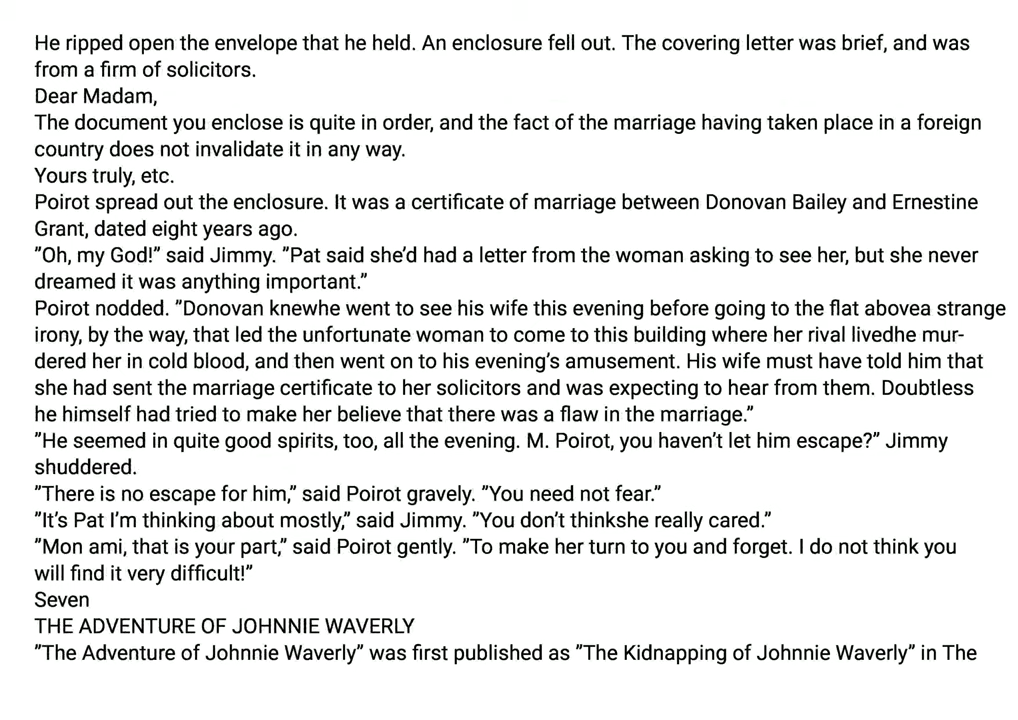 He ripped open the envelope that he held. An enclosure fell out. The covering letter was brief, and was
from a firm of solicitors.
Dear Madam,
The document you enclose is quite in order, and the fact of the marriage having taken place in a foreign
country does not invalidate it in any way.
Yours truly, etc.
Poirot spread out the enclosure. It was a certificate of marriage between Donovan Bailey and Ernestine
Grant, dated eight years ago.
”Oh, my God!” said Jimmy. ”Pat said she’d had a letter from the woman asking to see her, but she never
dreamed it was anything important.”
Poirot nodded. ”Donovan knewhe went to see his wife this evening before going to the flat abovea strange
irony, by the way, that led the unfortunate woman to come to this building where her rival livedhe mur-
dered her in cold blood, and then went on to his evening’s amusement. His wife must have told him that
she had sent the marriage certificate to her solicitors and was expecting to hear from them. Doubtless
he himself had tried to make her believe that there was a flaw in the marriage.”
”He seemed in quite good spirits, too, all the evening. M. Poirot, you haven’t let him escape?” Jimmy
shuddered.
”There is no escape for him,” said Poirot gravely. ”You need not fear.”
”It’s Pat I’m thinking about mostly,” said Jimmy. ”You don’t thinkshe really cared.”
”Mon ami, that is your part,” said Poirot gently. ”To make her turn to you and forget. I do not think you
will find it very difficult!”
Seven
THE ADVENTURE OF JOHNNIE WAVERLY
”The Adventure of Johnnie Waverly” was first published as ”The Kidnapping of Johnnie Waverly” in The